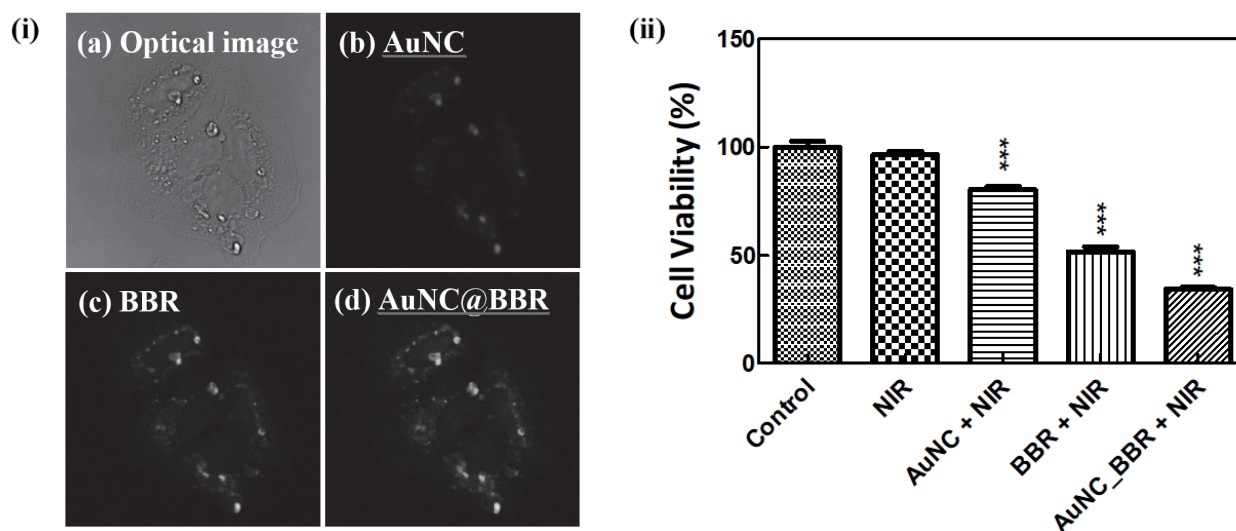 (i)
(a) Optical image
(b) AuNC
(c) BBR
(d) AuNC@BBR
(ii)
Cell Viability (%)
150
100
50
0
***
***
***
Control
NIR
AuNC + NIR
BBR + NIR
AuNC_BBR + NIR